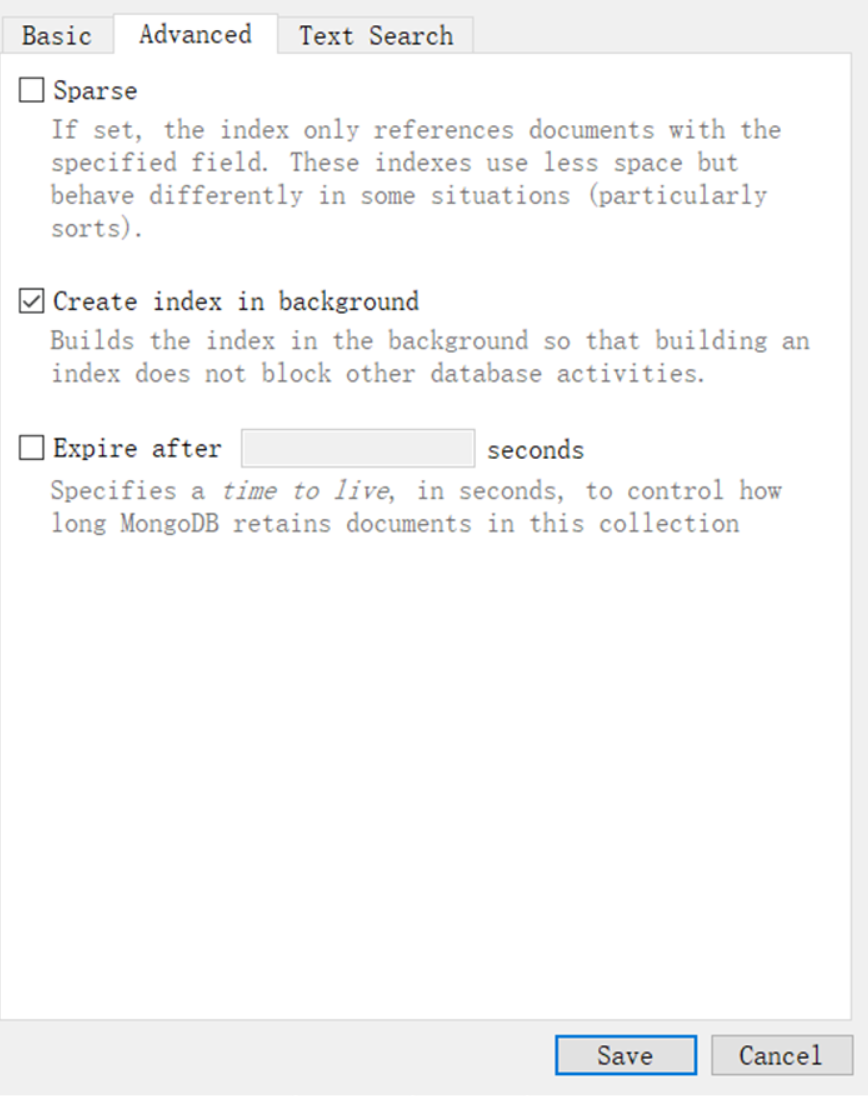 Basic Advanced Text Search
Sparse
If set, the index only references documents with the
specified field. These indexes use less space but
behave differently in some situations (particularly
sorts).
Create index in background
Builds the index in the background so that building an
index does not block other database activities.
Expire after seconds
Specifies a time to live, in seconds, to control how
long MongoDB retains documents in this collection
Save Cancel